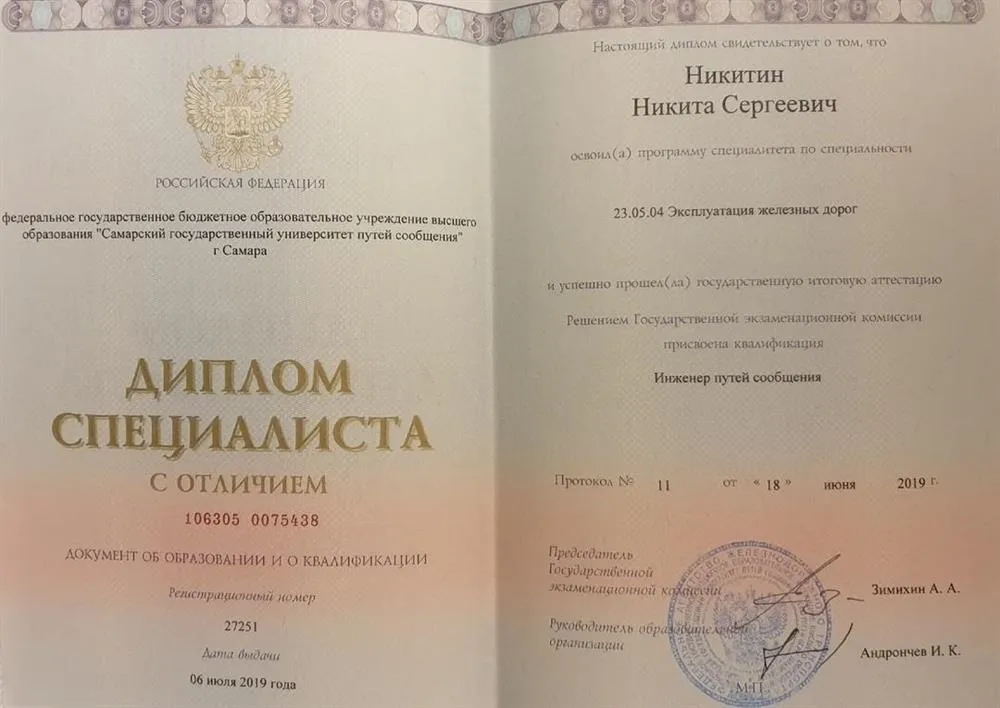 РОССИЙСКАЯ ФЕДЕРАЦИЯ
федеральное государственное бюджетное образовательное учреждение высшего
образования "Самарский государственный университет путей сообщения"
г Самара
ДИПЛОМ
СПЕЦИАЛИСТА
С ОТЛИЧИЕМ
106305 0075438
ДОКУМЕНТ ОБ ОБРАЗОВАНИИ И О КВАЛИФИКАЦИИ
Регистрационный номер
27251
Дата выдачи
06 июля 2019 года
Настоящий диплом свидетельствует о том, что
Никитин
Никита Сергеевич
освоил(а) программу специалитета по специальности
23.05.04 Эксплуатация железных дорог
и успешно прошел(ла) государственную итоговую аттестацию
Решением Государственной экзаменационной комиссии
присвоена квалификация
Инженер путей сообщения
Протокол № 11 от « 18 » июня 2019 г.
Председатель
Государственной
экзаменационной комиссии
Зимихин А. А.
Руководитель образовательной
организации
Андрончев И. К.
М.П.